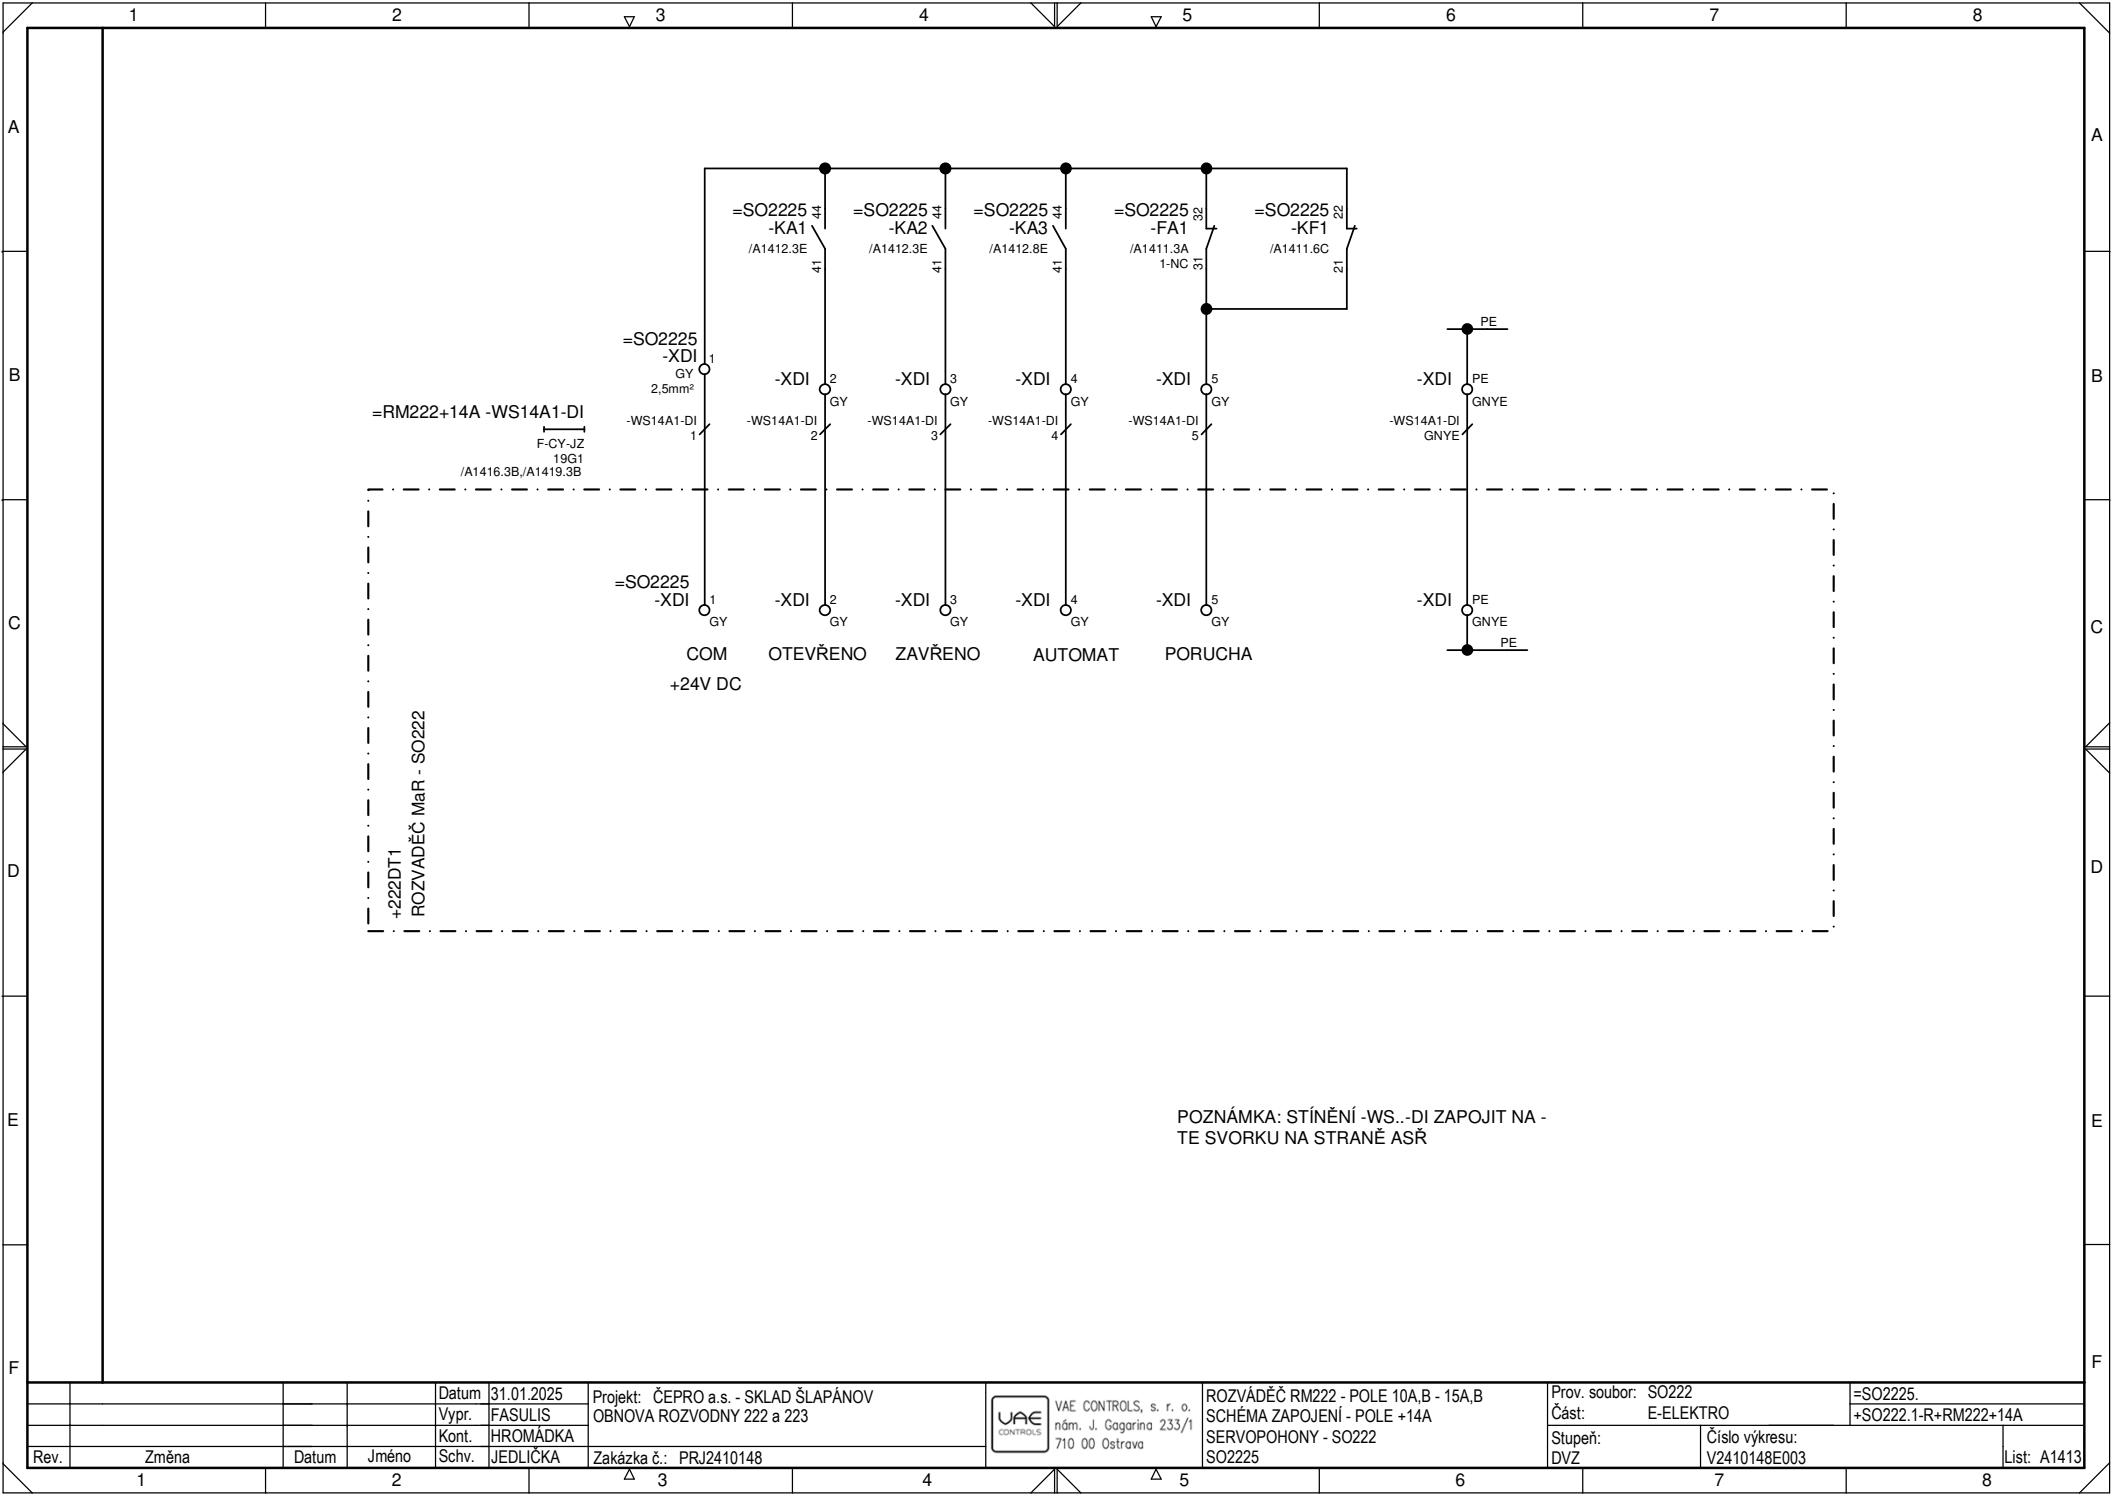 1 2 3 4 5 6 7 8
A A
=SO2225 44 =SO2225 44 =SO2225 44 =SO2225 32 =SO2225 22
-KA1 -KA2 -KA3 -FA1 -KF1
/A1412.3E /A1412.3E /A1412.8E /A1411.3A /A1411.6C
41 41 41 1-NC 31 21
PE
=SO2225
-XDI 1
GY
2,5mm²
B B
-XDI 2 -XDI 3 -XDI 4 -XDI 5 -XDI PE
GY GY GY GY GNYE
=RM222+14A -WS14A1-DI
F-CY-JZ
19G1
/A1416.3B,/A1419.3B
-WS14A1-DI -WS14A1-DI -WS14A1-DI -WS14A1-DI -WS14A1-DI -WS14A1-DI
1 2 3 4 5 GNYE
=SO2225
-XDI 1 -XDI 2 -XDI 3 -XDI 4 -XDI 5 -XDI PE
GY GY GY GY GY GNYE
C C
PE
COM OTEVŘENO ZAVŘENO AUTOMAT PORUCHA
+24V DC
+222DT1
ROZVADĚČ MaR - SO222
D D
E E
POZNÁMKA: STÍNĚNÍ -WS..-DI ZAPOJIT NA -
TE SVORKU NA STRANĚ ASŘ
F F
Rev. Změna Datum Jméno
Datum 31.01.2025
Vypr. FASULIS
Kont. HROMÁDKA
Schv. JEDLIČKA
Projekt: ČEPRO a.s. - SKLAD ŠLAPÁNOV
OBNOVA ROZVODNY 222 a 223
Zakázka č.: PRJ2410148
VAE
CONTROLS
VAE CONTROLS, s. r. o.
nám. J. Gagarina 233/1
710 00 Ostrava
ROZVÁDĚČ RM222 - POLE 10A,B - 15A,B
SCHÉMA ZAPOJENÍ - POLE +14A
SERVOPOHONY - SO222
SO2225
Prov. soubor: SO222
Část: E-ELEKTRO
Stupeň:
DVZ
Číslo výkresu:
V2410148E003
=SO2225.
+SO222.1-R+RM222+14A
List: A1413
1 2 3 4 5 6 7 8